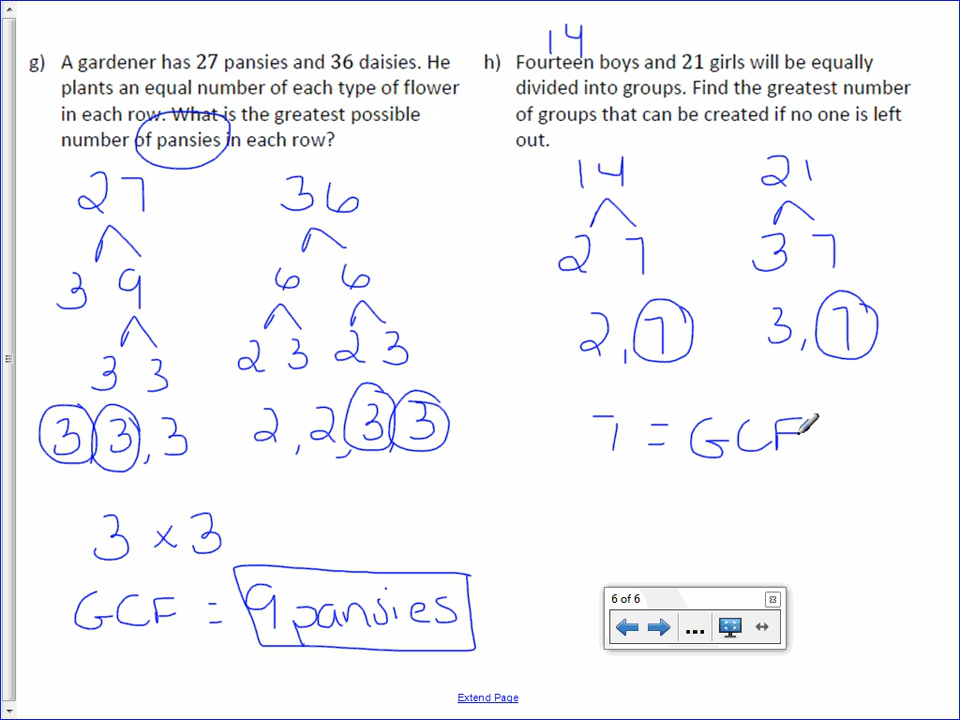 g) A gardener has 27 pansies and 36 daisies. He
plants an equal number of each type of flower
in each row. What is the greatest possible
number of pansies in each row?
27 36
3 9 6 6
3 3 2 3 2 3
3 3, 3 2, 2, 3 3
3 x 3
GCF = 9 pansies
14
h) Fourteen boys and 21 girls will be equally
divided into groups. Find the greatest number
of groups that can be created if no one is left
out.
14 21
2 7 3 7
2, 7 3, 7
7 = GCF
6 of 6
...
Extend Page